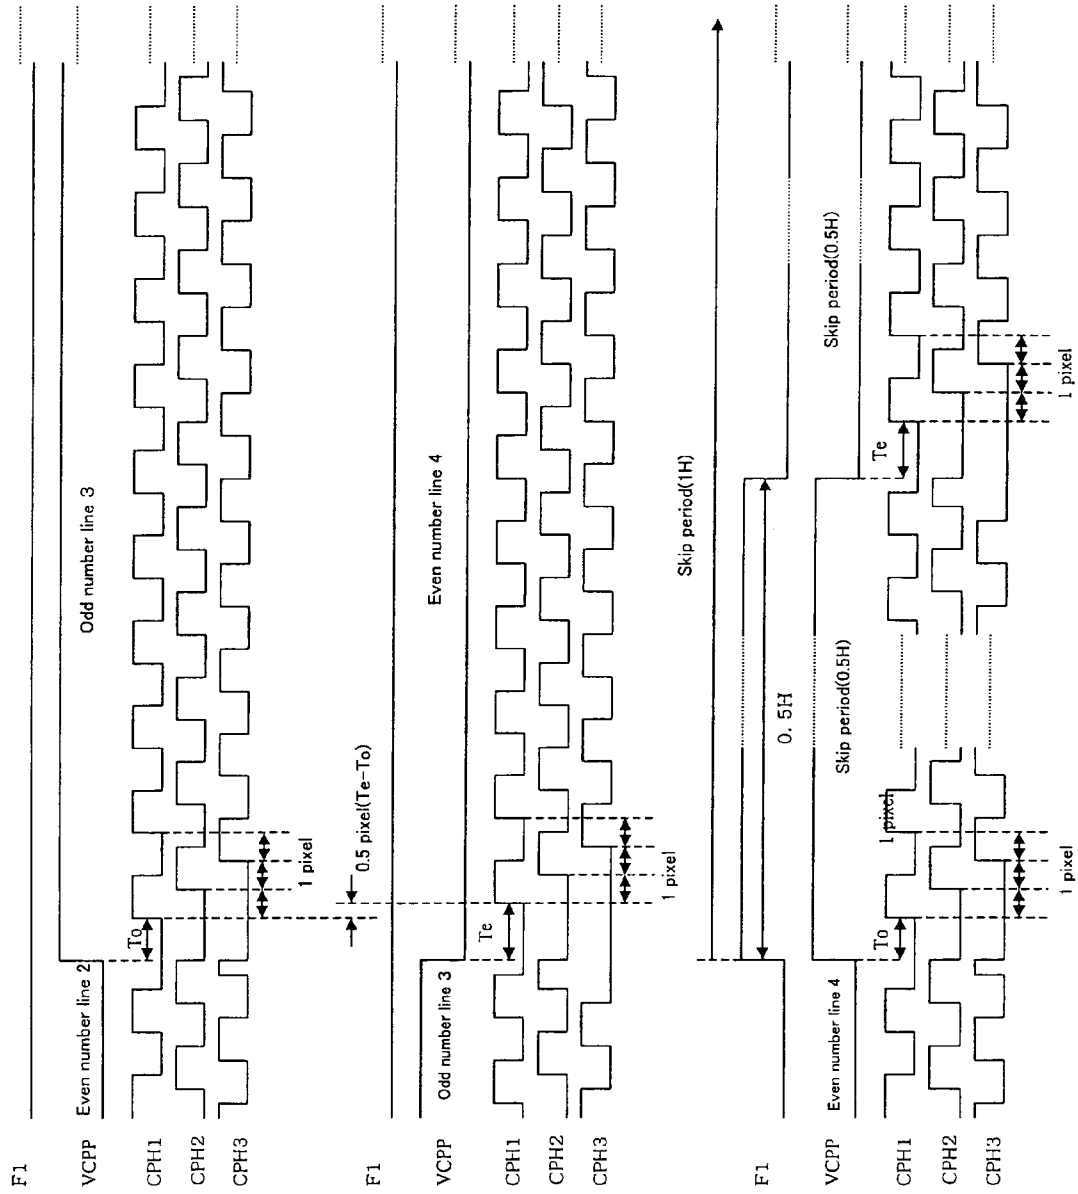 F1
VCPP
Even number line 2
Odd number line 3
CPH1
To
CPH2
CPH3
1 pixel
0.5 pixel(Te-To)
F1
VCPP
Odd number line 3
Even number line 4
CPH1
Te
CPH2
CPH3
1 pixel
Skip period(1H)
F1
0. 5H
VCPP
Even number line 4
Skip period(0.5H)
Skip period(0.5H)
CPH1
To
1 pixel
Te
CPH2
CPH3
1 pixel
1 pixel